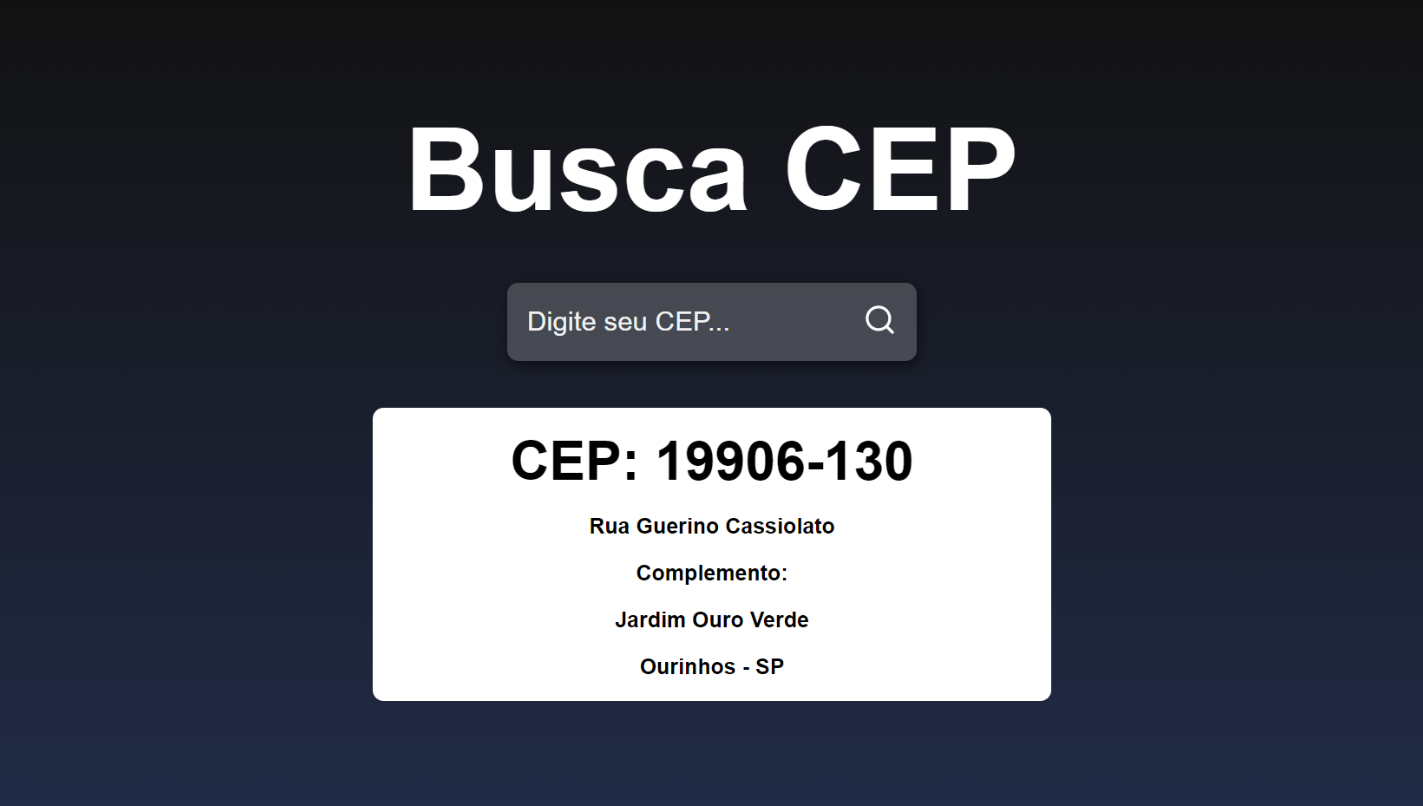 Busca CEP
Digite seu CEP...
CEP: 19906-130
Rua Guerino Cassiolato
Complemento:
Jardim Ouro Verde
Ourinhos - SP